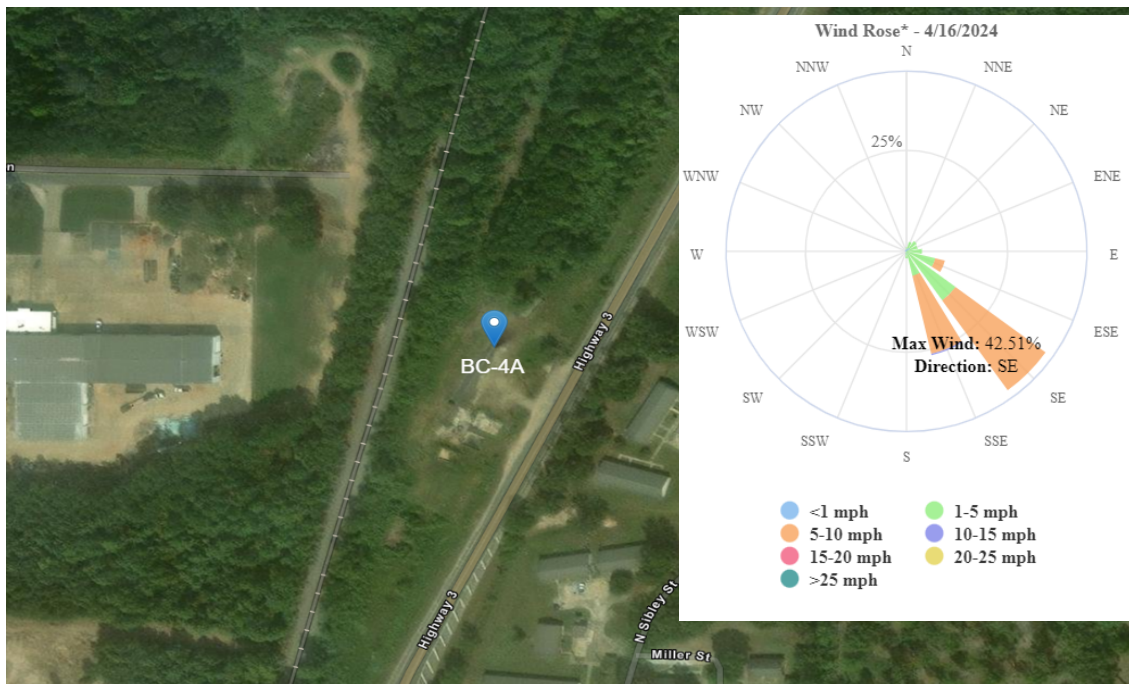 Wind Rose* - 4/16/2024
N
NNW
NNE
NW
NE
25%
WNW
ENE
n
W
E
WSW
ESE
Max Wind: 42.51%
Direction: SE
SW
SE
SSW
SSE
S
BC-4A
Highway 3
<1 mph
1-5 mph
5-10 mph
10-15 mph
15-20 mph
20-25 mph
>25 mph
Highway 3
N Sibley St
Miller St